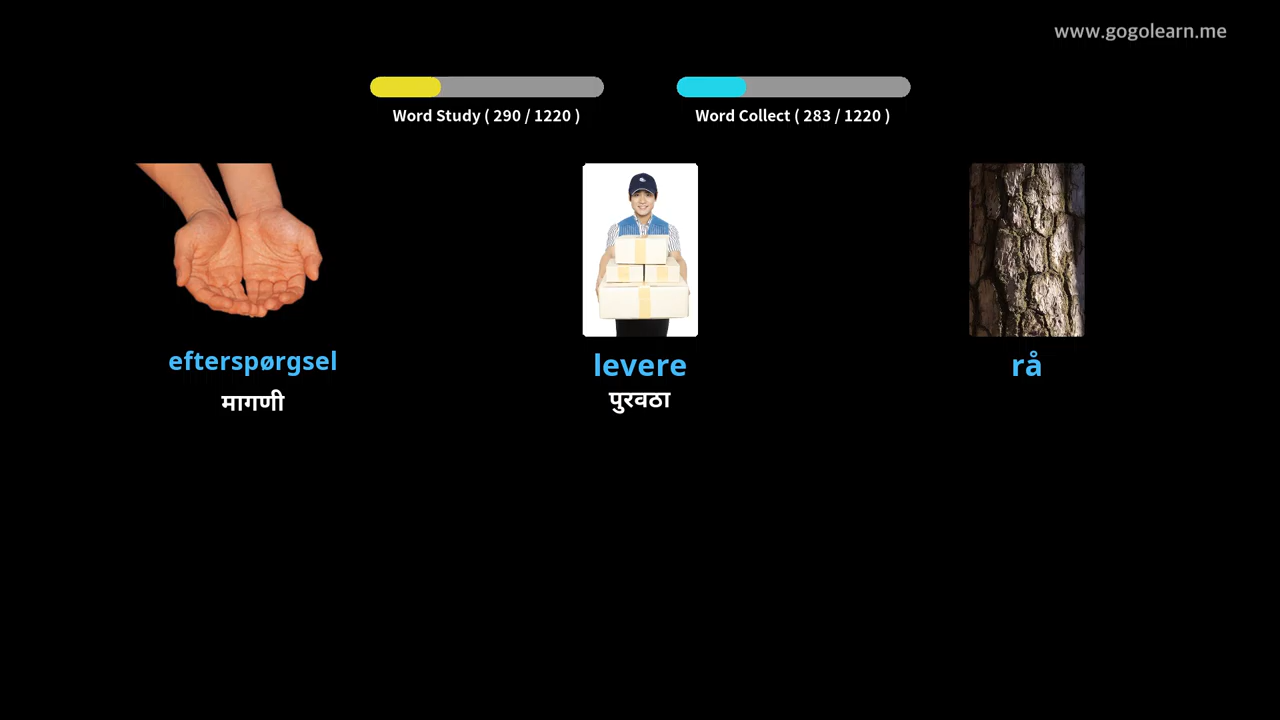 www.gogolearn.me
Word Study ( 290 / 1220 )
Word Collect ( 283 / 1220 )
efterspørgsel
मागणी
levere
पुरवठा
rå